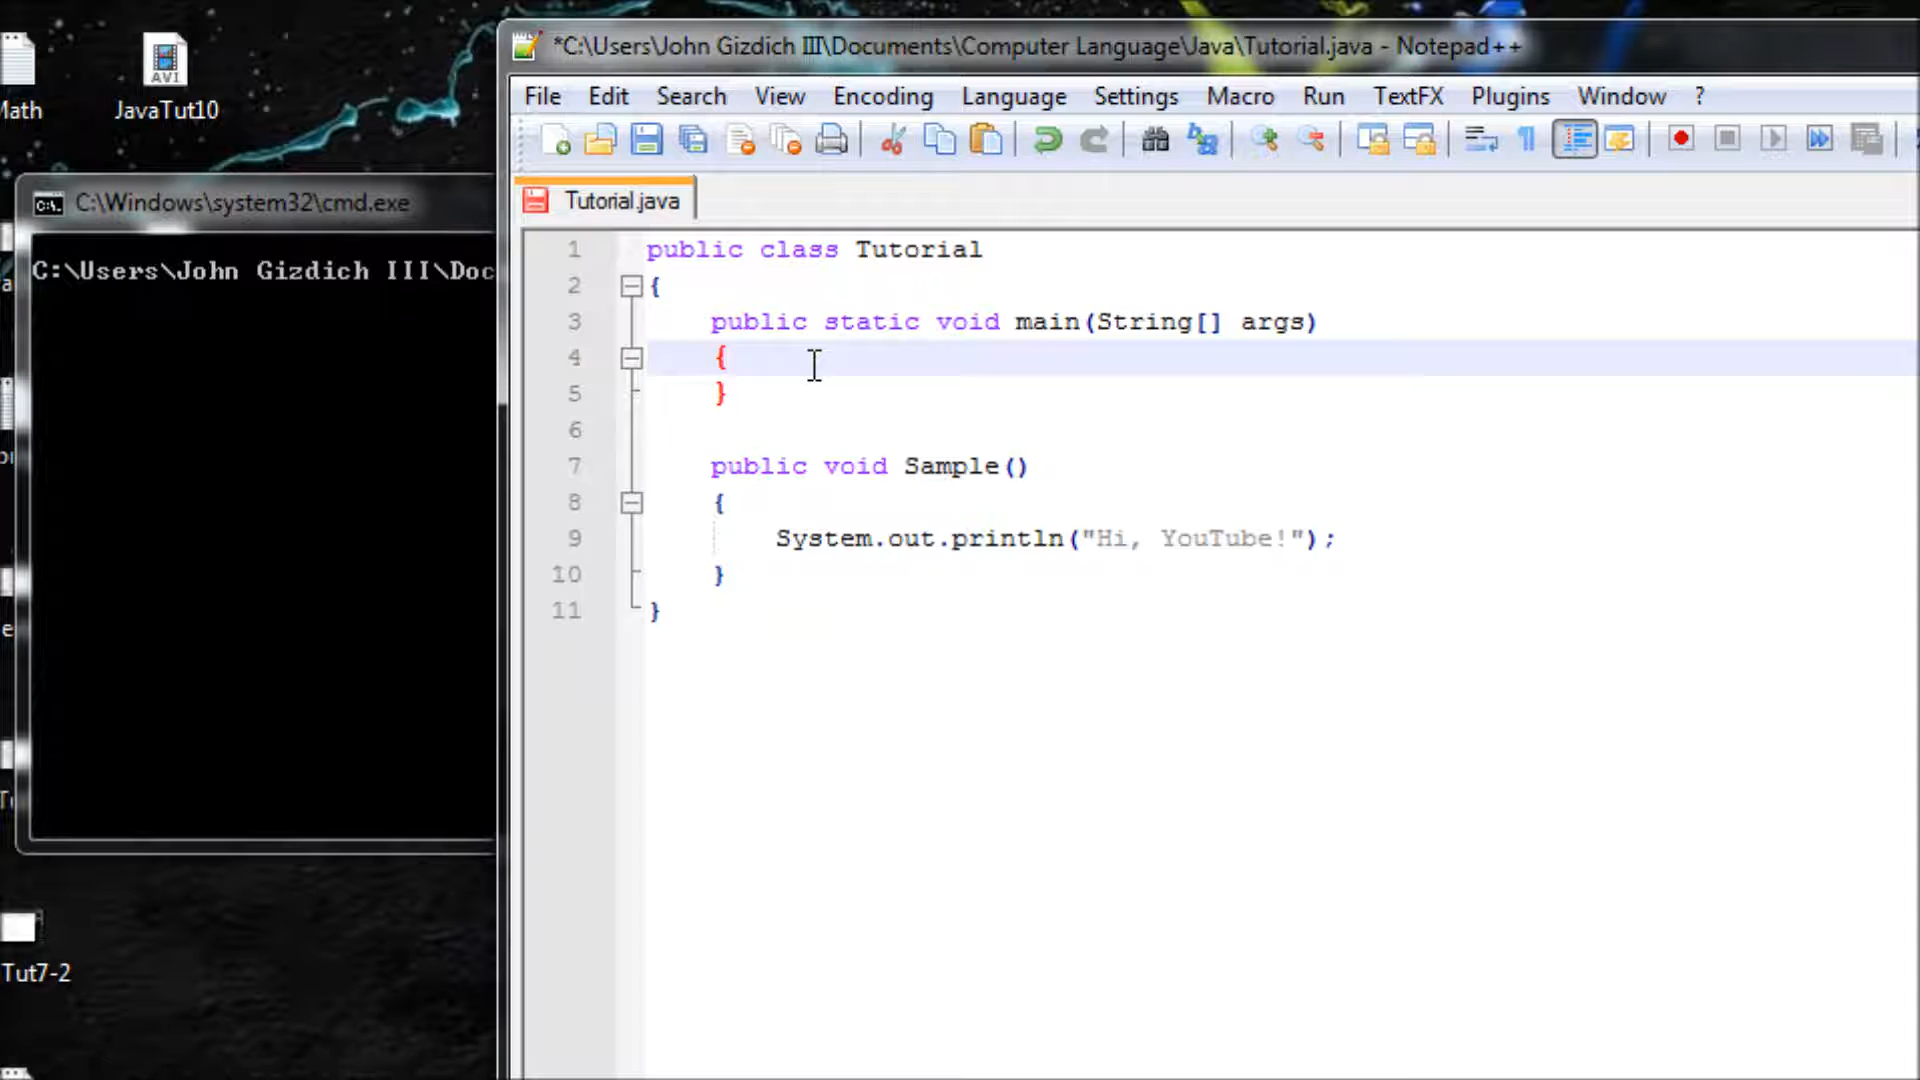 Math
AVI
JavaTut10
C:\Windows\system32\cmd.exe
C:\Users\John Gizdich III\Doc
Tut7-2
*C:\Users\John Gizdich III\Documents\Computer Language\Java\Tutorial.java - Notepad++
File Edit Search View Encoding Language Settings Macro Run TextFX Plugins Window ?
Tutorial.java
1 public class Tutorial
2 {
3 public static void main(String[] args)
4 {
5 }
6
7 public void Sample()
8 {
9 System.out.println("Hi, YouTube!");
10 }
11 }